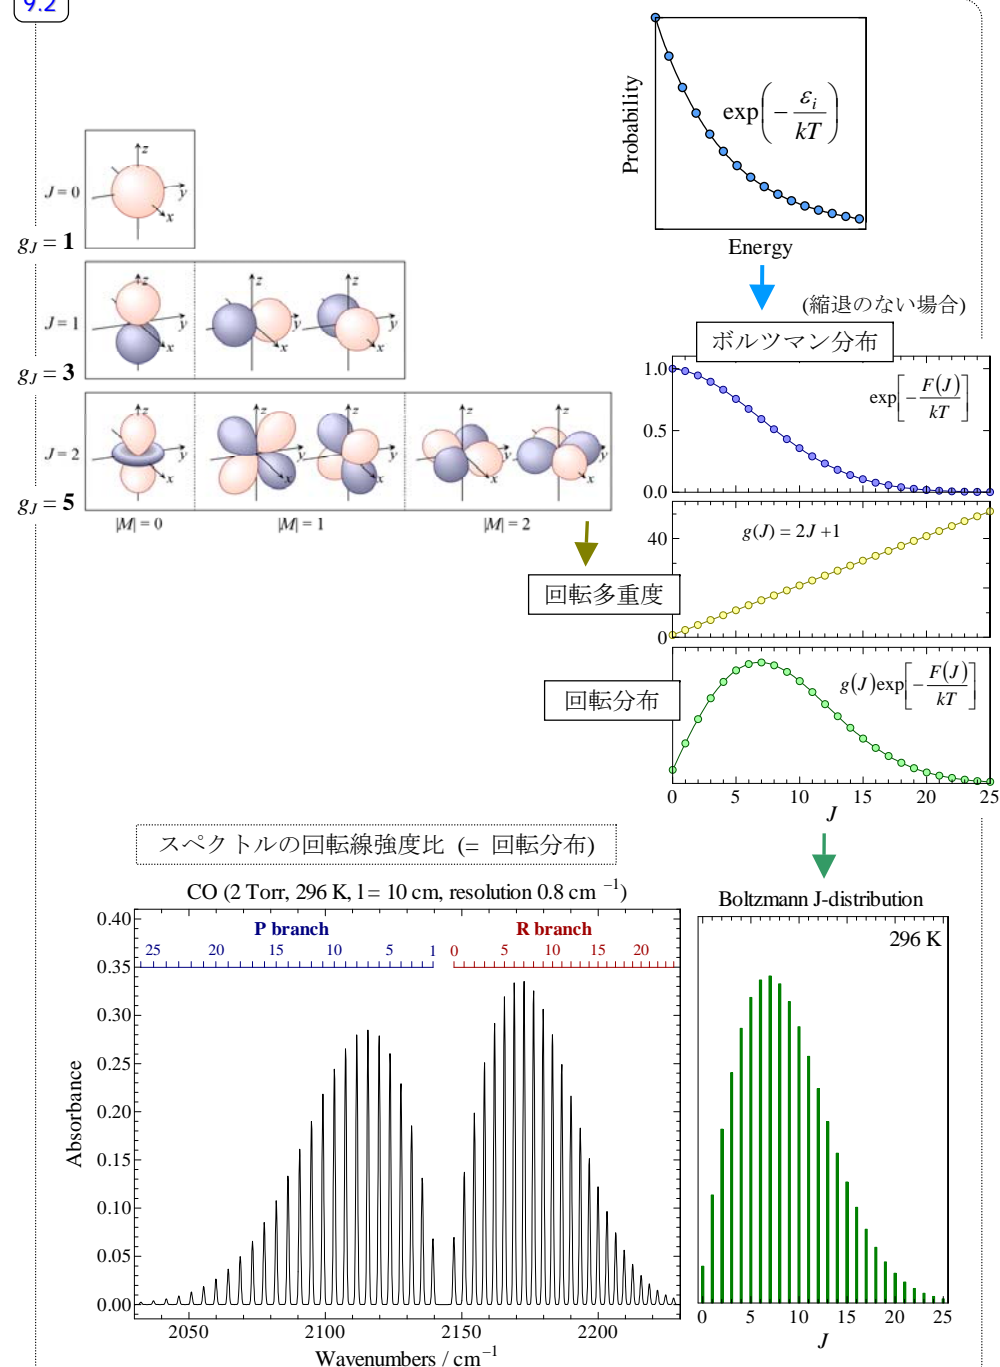 9.2
Probability
exp(−εᵢ/kT)
Energy
z
y
x
J = 0
g_J = 1
z
y
x
z
y
x
z
y
x
J = 1
g_J = 3
z
y
x
z
y
x
z
y
x
z
y
x
z
y
x
J = 2
g_J = 5
|M| = 0
|M| = 1
|M| = 2
(縮退のない場合)
ボルツマン分布
1.0
0.5
0.0
exp[−F(J)/kT]
40
0
g(J) = 2J +1
回転多重度
回転分布
g(J)exp[−F(J)/kT]
0 5 10 15 20 25
J
スペクトルの回転線強度比 (= 回転分布)
CO (2 Torr, 296 K, l = 10 cm, resolution 0.8 cm⁻¹)
P branch
R branch
25 20 15 10 5 1
0 5 10 15 20
0.40
0.35
0.30
0.25
0.20
0.15
0.10
0.05
0.00
Absorbance
2050 2100 2150 2200
Wavenumbers / cm⁻¹
Boltzmann J-distribution
296 K
0 5 10 15 20 25
J